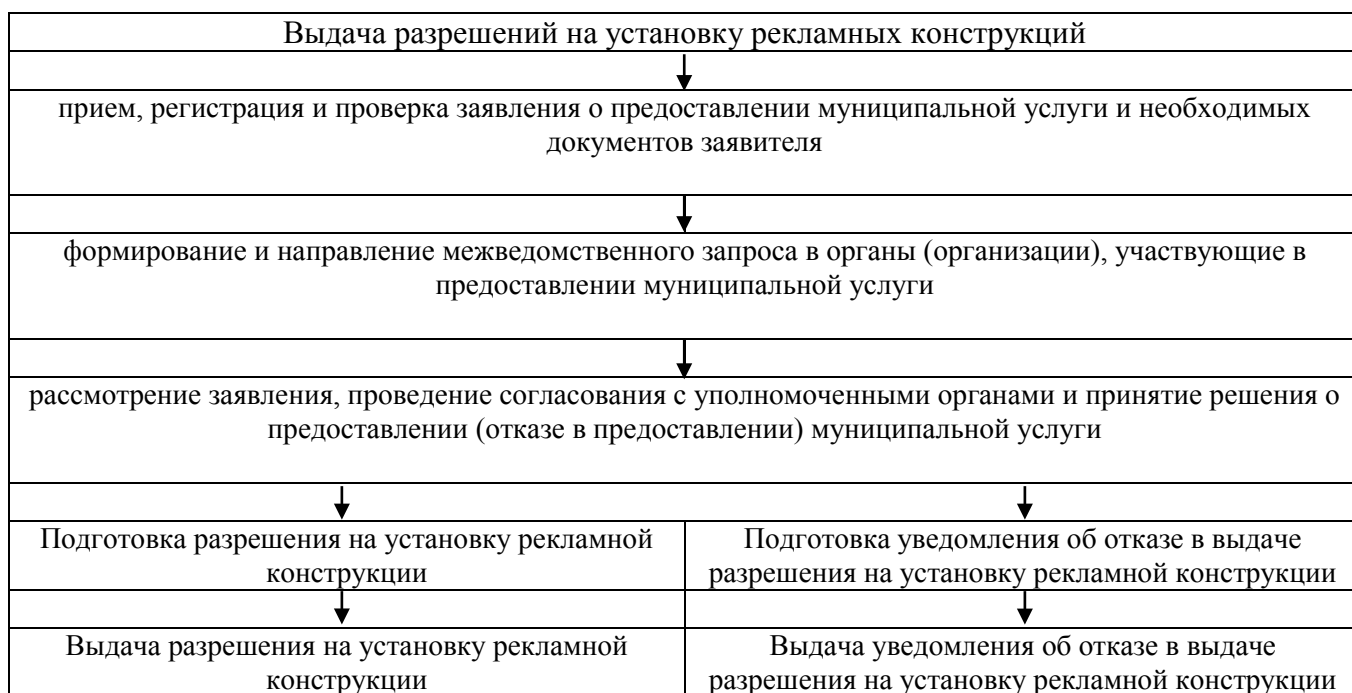 Выдача разрешений на установку рекламных конструкций
прием, регистрация и проверка заявления о предоставлении муниципальной услуги и необходимых
документов заявителя
формирование и направление межведомственного запроса в органы (организации), участвующие в
предоставлении муниципальной услуги
рассмотрение заявления, проведение согласования с уполномоченными органами и принятие решения о
предоставлении (отказе в предоставлении) муниципальной услуги
Подготовка разрешения на установку рекламной
конструкции
Подготовка уведомления об отказе в выдаче
разрешения на установку рекламной конструкции
Выдача разрешения на установку рекламной
конструкции
Выдача уведомления об отказе в выдаче
разрешения на установку рекламной конструкции